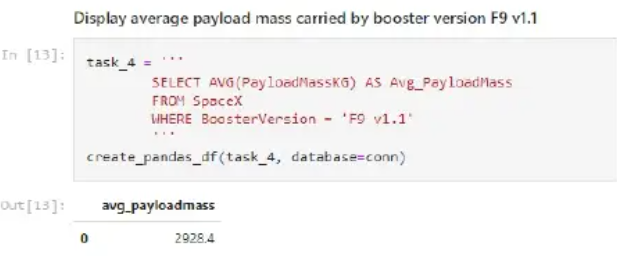 Display average payload mass carried by booster version F9 v1.1
In [13]:
task_4 = '''
SELECT AVG(PayloadMassKG) AS Avg_PayloadMass
FROM SpaceX
WHERE BoosterVersion = 'F9 v1.1'
'''
create_pandas_df(task_4, database=conn)
Out[13]:
avg_payloadmass
0 2928.4